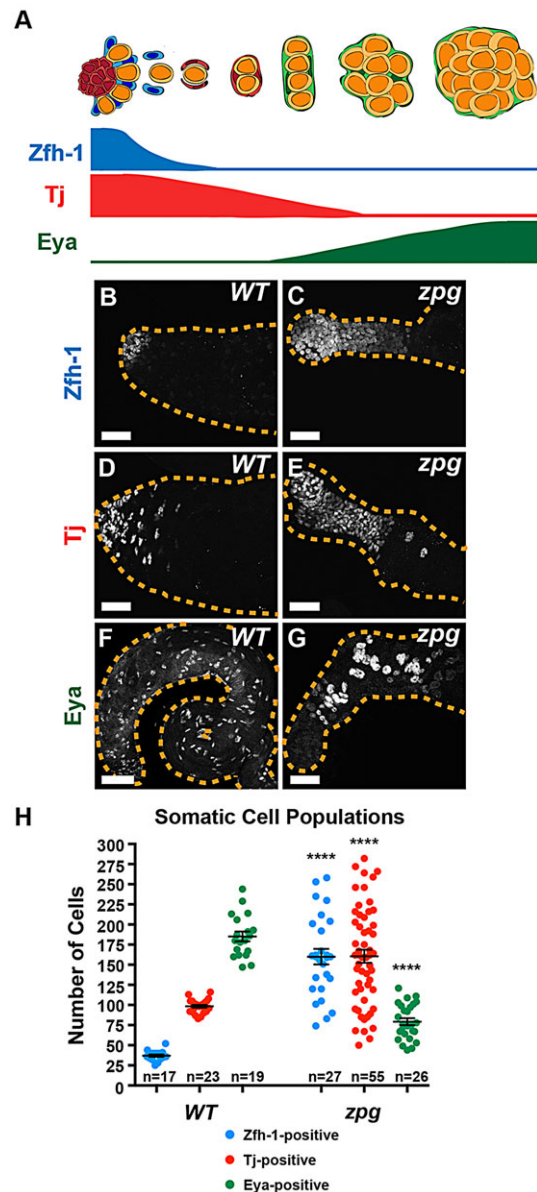 A
Zfh-1
Tj
Eya
B
WT
C
zpg
Zfh-1
D
WT
E
zpg
Tj
F
WT
G
zpg
Eya
H
Somatic Cell Populations
Number of Cells
300
275
250
225
200
175
150
125
100
75
50
25
0
****
****
****
n=17
n=23
n=19
n=27
n=55
n=26
WT
zpg
Zfh-1-positive
Tj-positive
Eya-positive